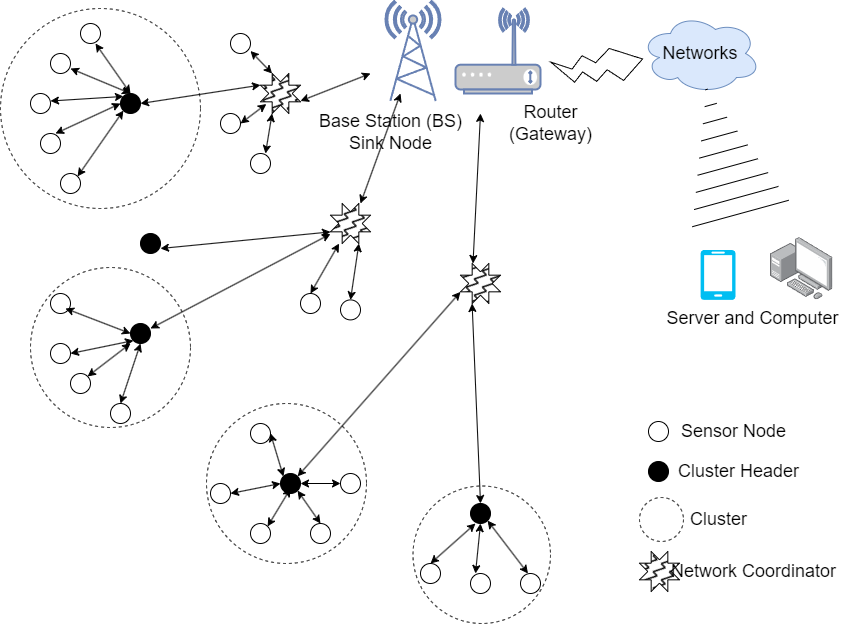 Networks
Base Station (BS)
Sink Node
Router
(Gateway)
Server and Computer
Sensor Node
Cluster Header
Cluster
Network Coordinator